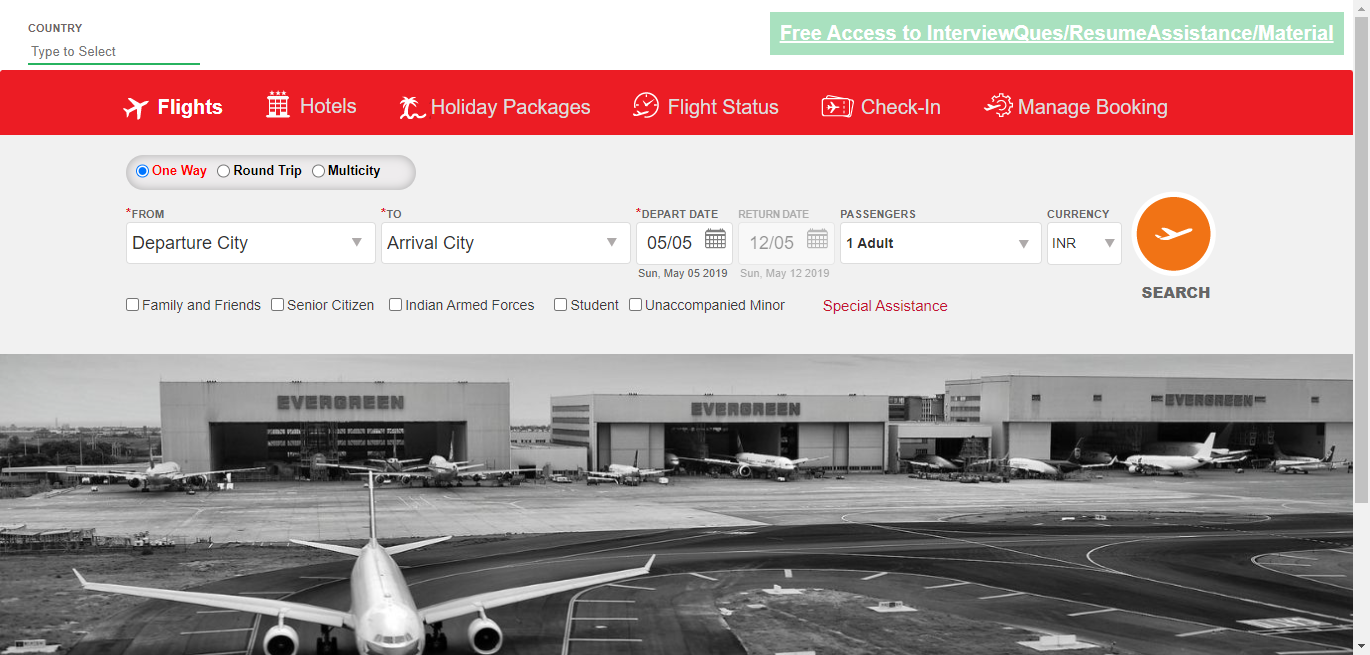 COUNTRY
Type to Select
Free Access to InterviewQues/ResumeAssistance/Material
Flights Hotels Holiday Packages Flight Status Check-In Manage Booking
One Way Round Trip Multicity
*FROM *TO *DEPART DATE RETURN DATE PASSENGERS CURRENCY
Departure City Arrival City 05/05 12/05 1 Adult INR
Sun, May 05 2019 Sun, May 12 2019
SEARCH
Family and Friends Senior Citizen Indian Armed Forces Student Unaccompanied Minor Special Assistance
EVERGREEN EVERGREEN EVERGREEN